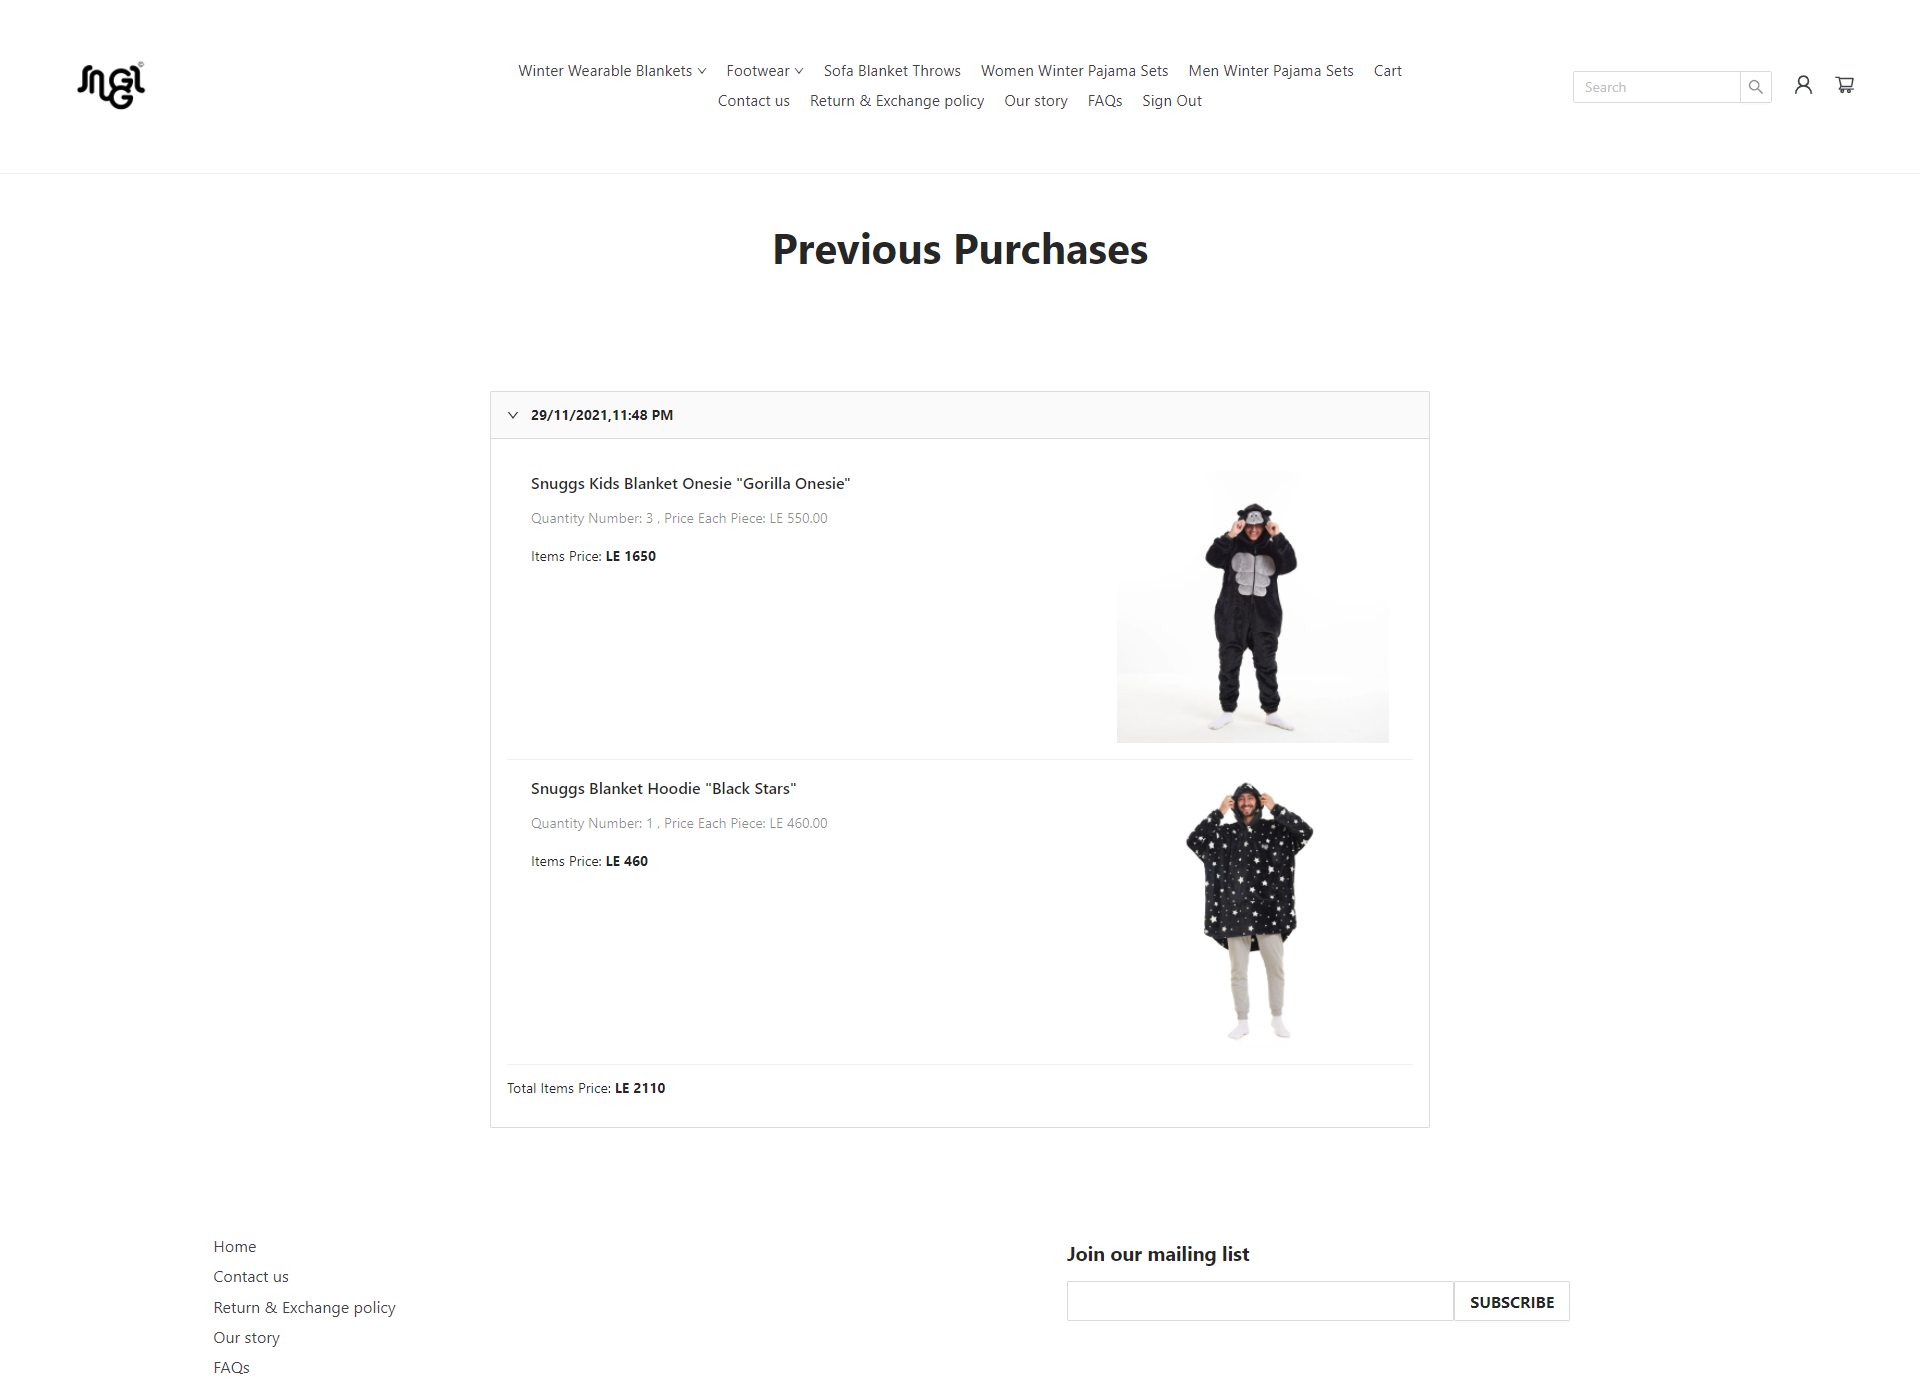 SnuGG ©
Winter Wearable Blankets Footwear Sofa Blanket Throws Women Winter Pajama Sets Men Winter Pajama Sets Cart
Contact us Return & Exchange policy Our story FAQs Sign Out
Search
Previous Purchases
29/11/2021,11:48 PM
Snuggs Kids Blanket Onesie "Gorilla Onesie"
Quantity Number: 3 , Price Each Piece: LE 550.00
Items Price: LE 1650
Snuggs Blanket Hoodie "Black Stars"
Quantity Number: 1 , Price Each Piece: LE 460.00
Items Price: LE 460
Total Items Price: LE 2110
Home
Contact us
Return & Exchange policy
Our story
FAQs
Join our mailing list
SUBSCRIBE